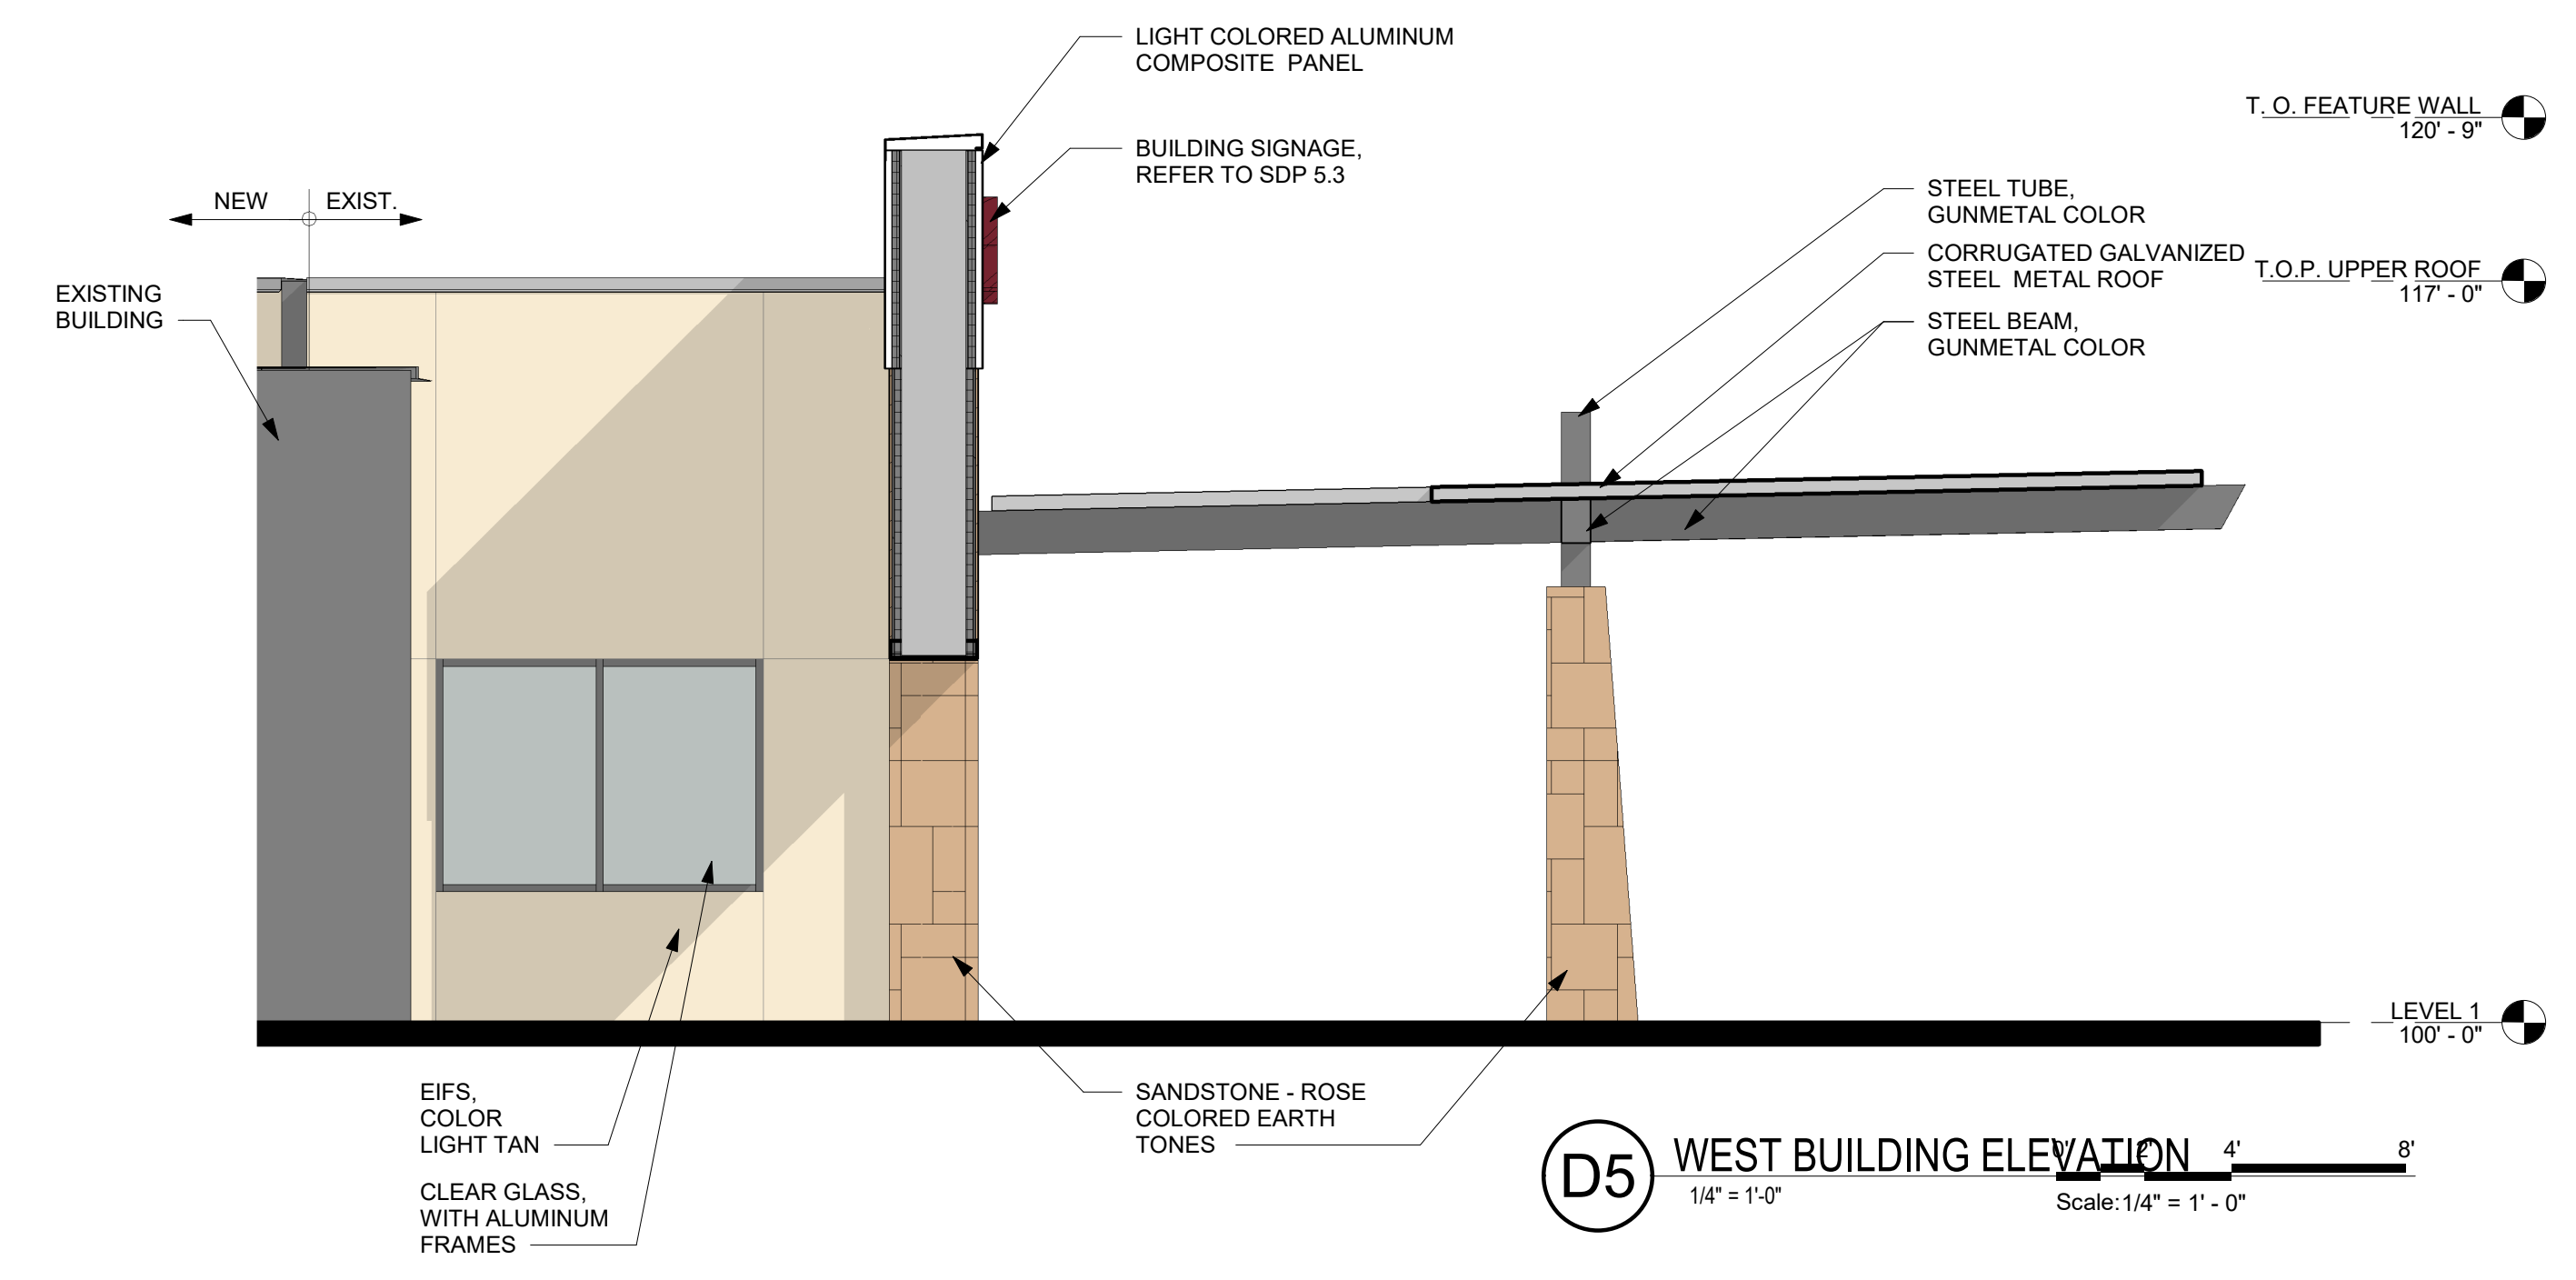 LIGHT COLORED ALUMINUM
COMPOSITE PANEL
T. O. FEATURE WALL
120' - 9"
BUILDING SIGNAGE,
REFER TO SDP 5.3
NEW
EXIST.
STEEL TUBE,
GUNMETAL COLOR
CORRUGATED GALVANIZED
STEEL METAL ROOF
T.O.P. UPPER ROOF
117' - 0"
EXISTING
BUILDING
STEEL BEAM,
GUNMETAL COLOR
LEVEL 1
100' - 0"
EIFS,
COLOR
LIGHT TAN
SANDSTONE - ROSE
COLORED EARTH
TONES
CLEAR GLASS,
WITH ALUMINUM
FRAMES
D5
WEST BUILDING ELEVATION
1/4" = 1'-0"
0' 2' 4' 8'
Scale: 1/4" = 1' - 0"